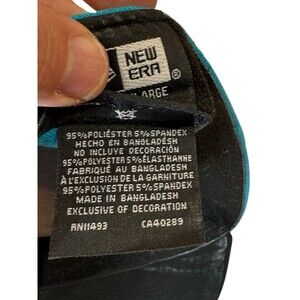 NEW
ERA
®
LARGE
95%POLIÉSTER 5%SPANDEX
HECHO EN BANGLADESH
NO INCLUYE DECORACIÓN
95%POLYESTER 5%ÉLASTHANNE
FABRIQUÉ AU BANGLADESH
À L'EXCLUSION DE LA GARNITURE
95%POLYESTER 5%SPANDEX
MADE IN BANGLADESH
EXCLUSIVE OF DECORATION
RN11493 CA40289